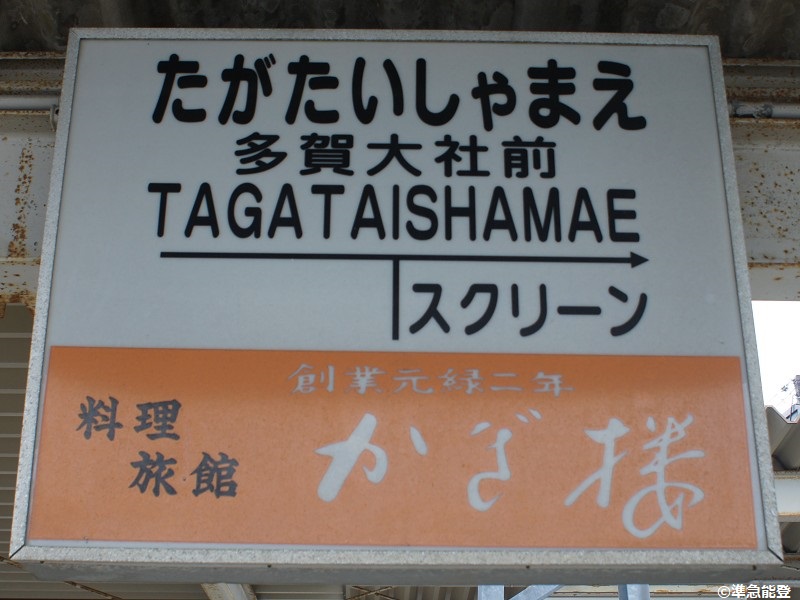 たがたいしゃまえ
多賀大社前
TAGATAISHAMAE
スクリーン
創業元緑二年
料理
旅館
かぎ楼
©準急能登